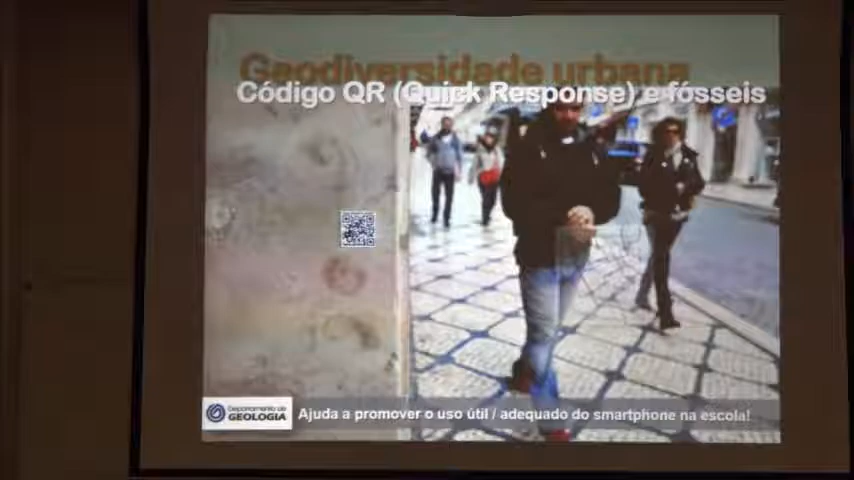 Geodiversidade urbana
Código QR (Quick Response) e fósseis
Departamento de
GEOLOGIA
Ajuda a promover o uso útil / adequado do smartphone na escola!